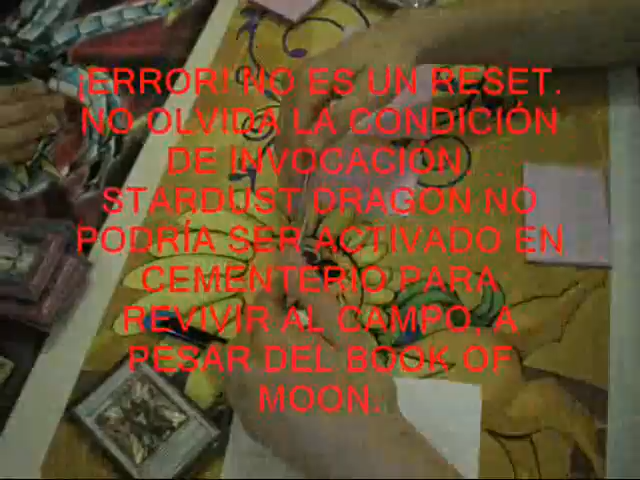 ¡ERROR! NO ES UN RESET.
NO OLVIDA LA CONDICIÓN
DE INVOCACIÓN.
STARDUST DRAGON NO
PODRÍA SER ACTIVADO EN
CEMENTERIO PARA
REVIVIR AL CAMPO, A
PESAR DEL BOOK OF
MOON.